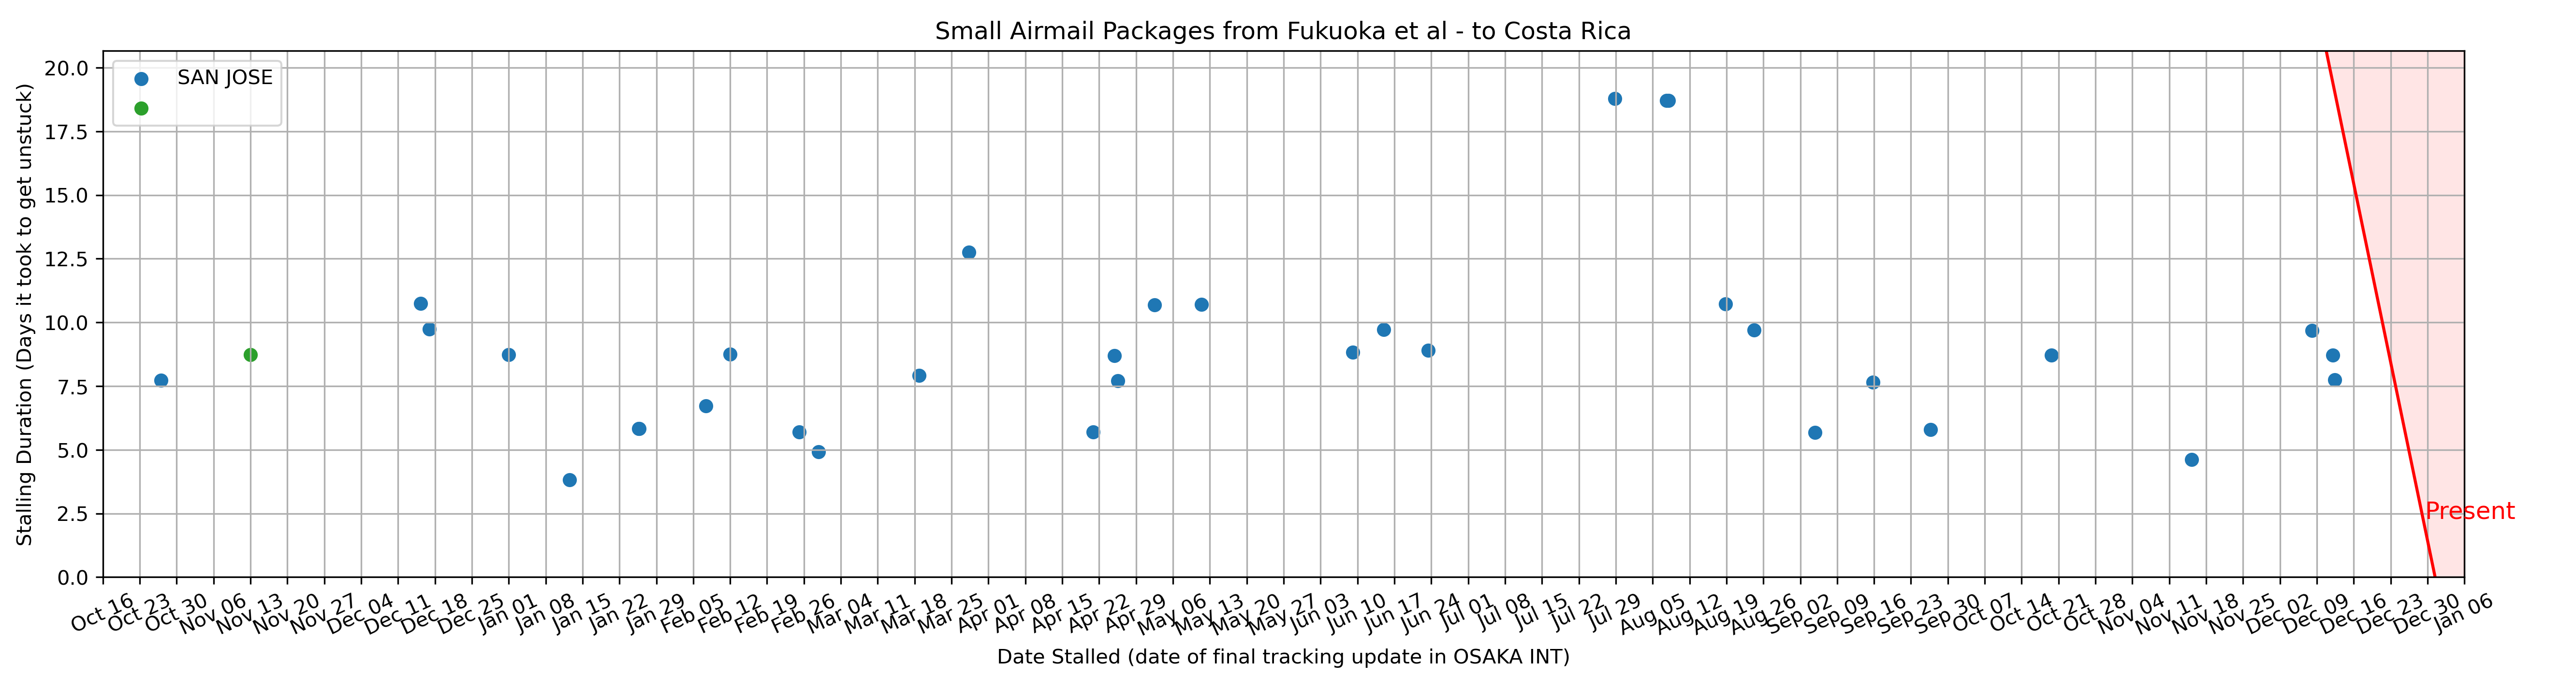 Small Airmail Packages from Fukuoka et al - to Costa Rica
SAN JOSE
Stalling Duration (Days it took to get unstuck)
20.0
17.5
15.0
12.5
10.0
7.5
5.0
2.5
0.0
Present
Oct 16
Oct 23
Oct 30
Nov 06
Nov 13
Nov 20
Nov 27
Dec 04
Dec 11
Dec 18
Dec 25
Jan 01
Jan 08
Jan 15
Jan 22
Jan 29
Feb 05
Feb 12
Feb 19
Feb 26
Mar 04
Mar 11
Mar 18
Mar 25
Apr 01
Apr 08
Apr 15
Apr 22
Apr 29
May 06
May 13
May 20
May 27
Jun 03
Jun 10
Jun 17
Jun 24
Jul 01
Jul 08
Jul 15
Jul 22
Jul 29
Aug 05
Aug 12
Aug 19
Aug 26
Sep 02
Sep 09
Sep 16
Sep 23
Sep 30
Oct 07
Oct 14
Oct 21
Oct 28
Nov 04
Nov 11
Nov 18
Nov 25
Dec 02
Dec 09
Dec 16
Dec 23
Dec 30
Jan 06
Date Stalled (date of final tracking update in OSAKA INT)